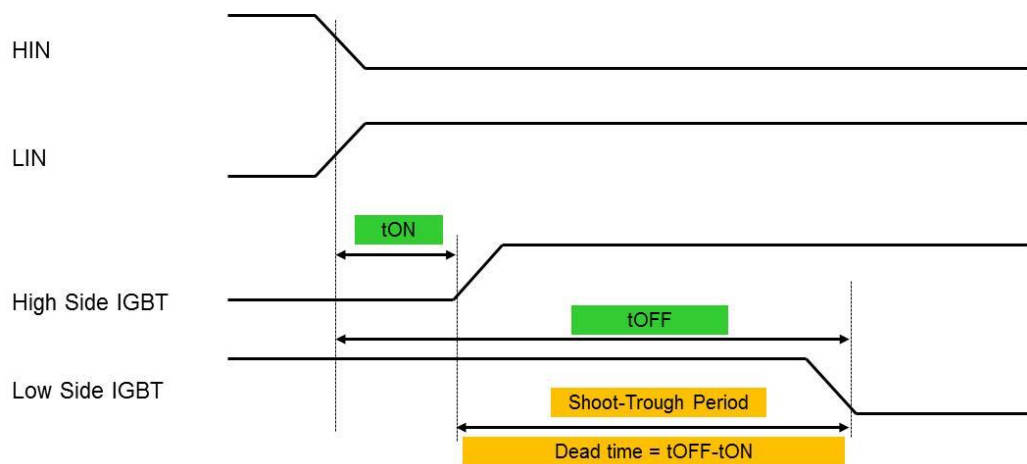 HIN
LIN
tON
High Side IGBT
tOFF
Low Side IGBT
Shoot-Trough Period
Dead time = tOFF-tON